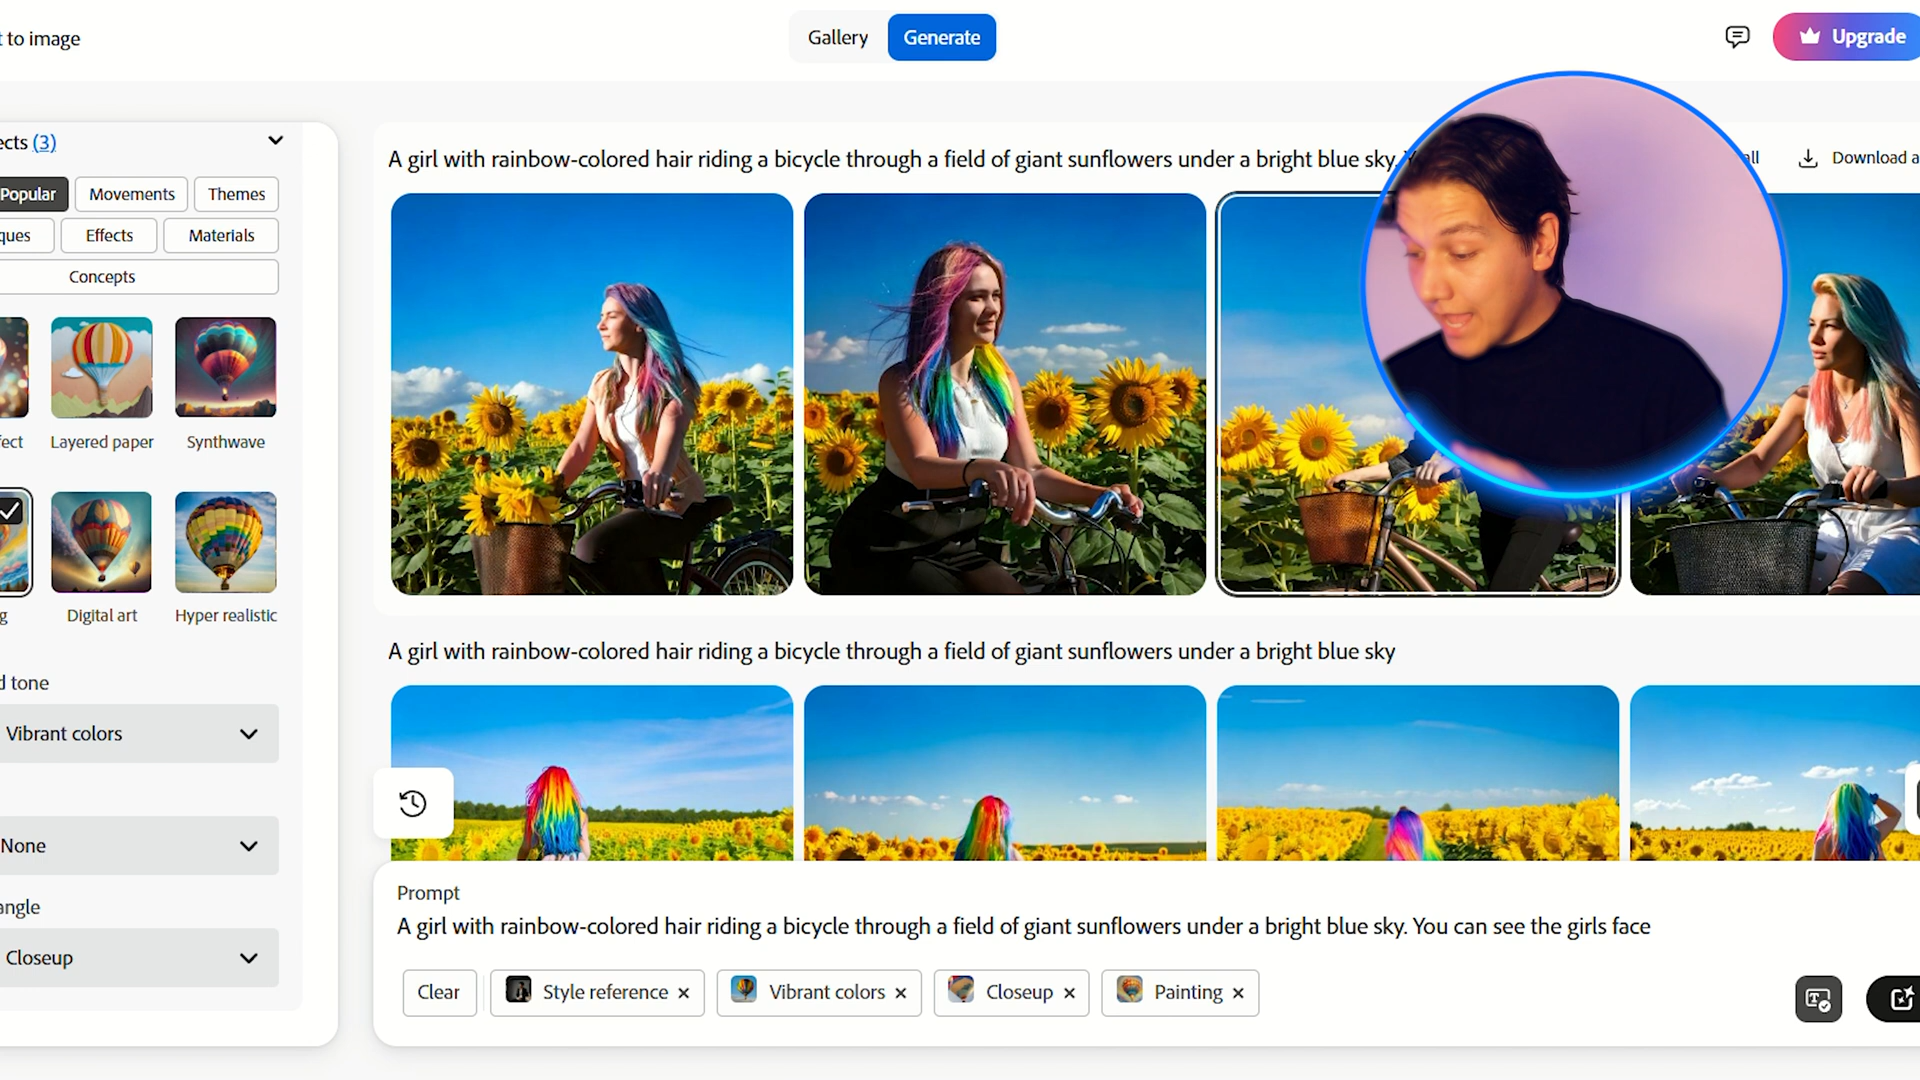 t to image
Gallery
Generate
Upgrade
ects (3)
Popular
Movements
Themes
ques
Effects
Materials
Concepts
fect
Layered paper
Synthwave
g
Digital art
Hyper realistic
d tone
Vibrant colors
None
angle
Closeup
A girl with rainbow-colored hair riding a bicycle through a field of giant sunflowers under a bright blue sky.
all
Download a
A girl with rainbow-colored hair riding a bicycle through a field of giant sunflowers under a bright blue sky
Prompt
A girl with rainbow-colored hair riding a bicycle through a field of giant sunflowers under a bright blue sky. You can see the girls face
Clear
Style reference
Vibrant colors
Closeup
Painting